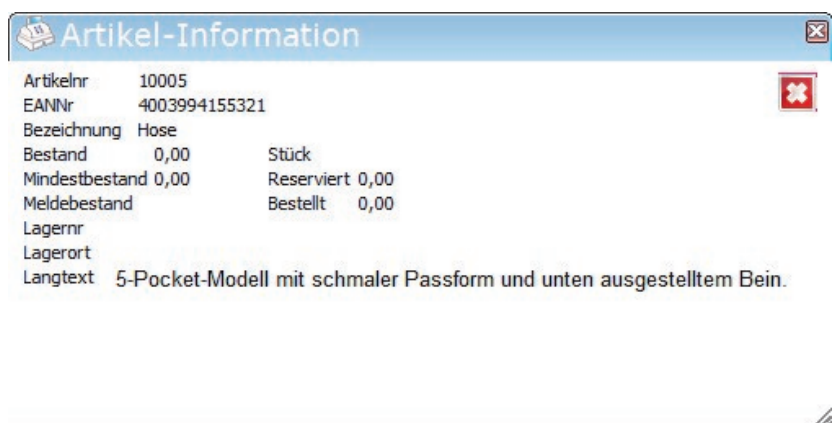 Artikel-Information
Artikelnr 10005
EANNr 4003994155321
Bezeichnung Hose
Bestand 0,00 Stück
Mindestbestand 0,00 Reserviert 0,00
Meldebestand Bestellt 0,00
Lagernr
Lagerort
Langtext 5-Pocket-Modell mit schmaler Passform und unten ausgestelltem Bein.